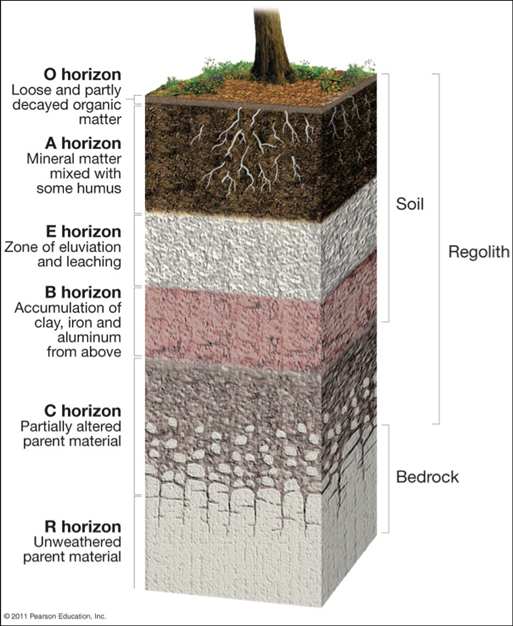 O horizon
Loose and partly
decayed organic
matter
A horizon
Mineral matter
mixed with
some humus
E horizon
Zone of eluviation
and leaching
B horizon
Accumulation of
clay, iron and
aluminum
from above
C horizon
Partially altered
parent material
R horizon
Unweathered
parent material
Soil
Regolith
Bedrock
© 2011 Pearson Education, Inc.